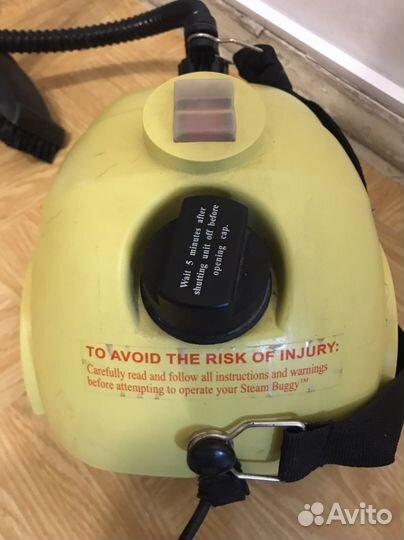 Wait 5 minutes after
shutting unit off before
opening cap.
TO AVOID THE RISK OF INJURY:
Carefully read and follow all instructions and warnings
before attempting to operate your Steam Buggy™
Avito